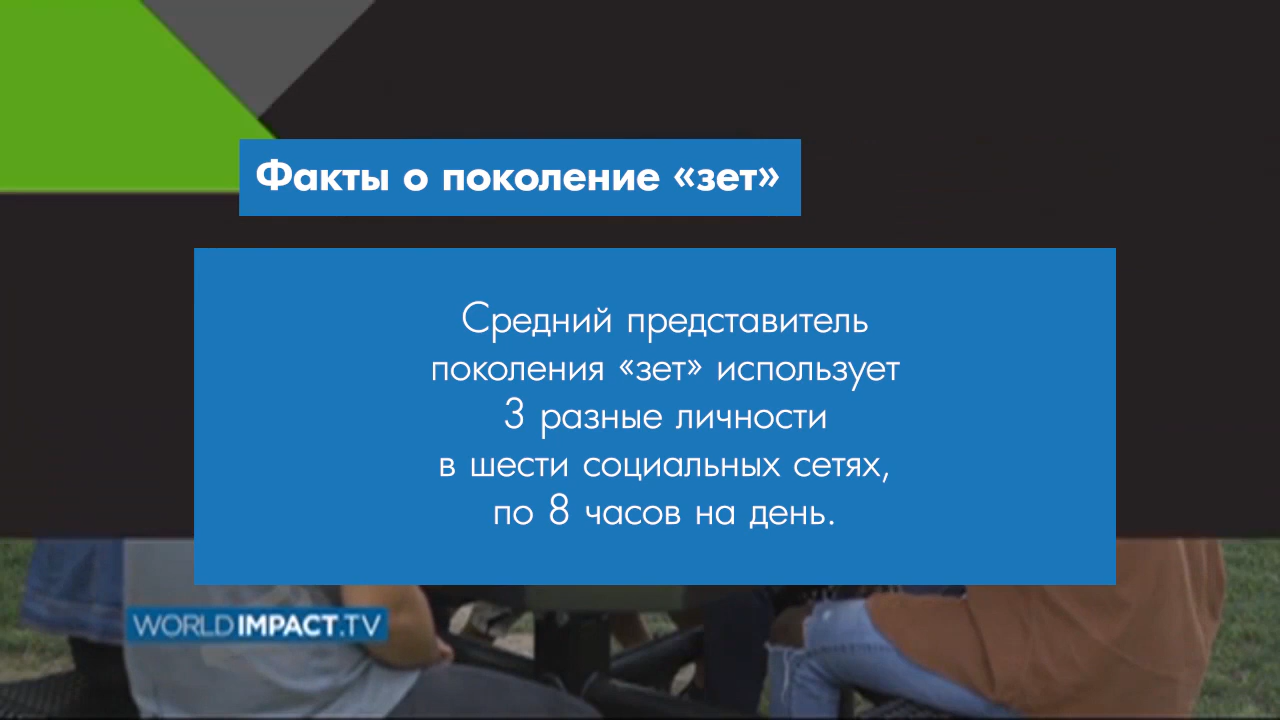 Факты о поколение «зет»
Средний представитель
поколения «зет» использует
3 разные личности
в шести социальных сетях,
по 8 часов на день.
WORLDIMPACT.TV